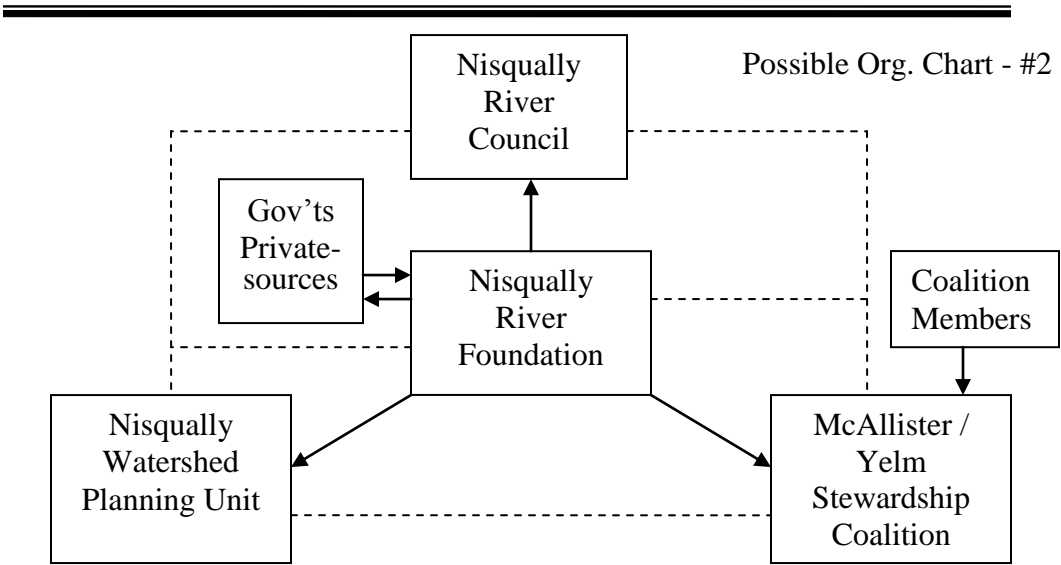 Possible Org. Chart - #2
Nisqually
River
Council
Gov’ts
Private-
sources
Nisqually
River
Foundation
Coalition
Members
Nisqually
Watershed
Planning Unit
McAllister /
Yelm
Stewardship
Coalition